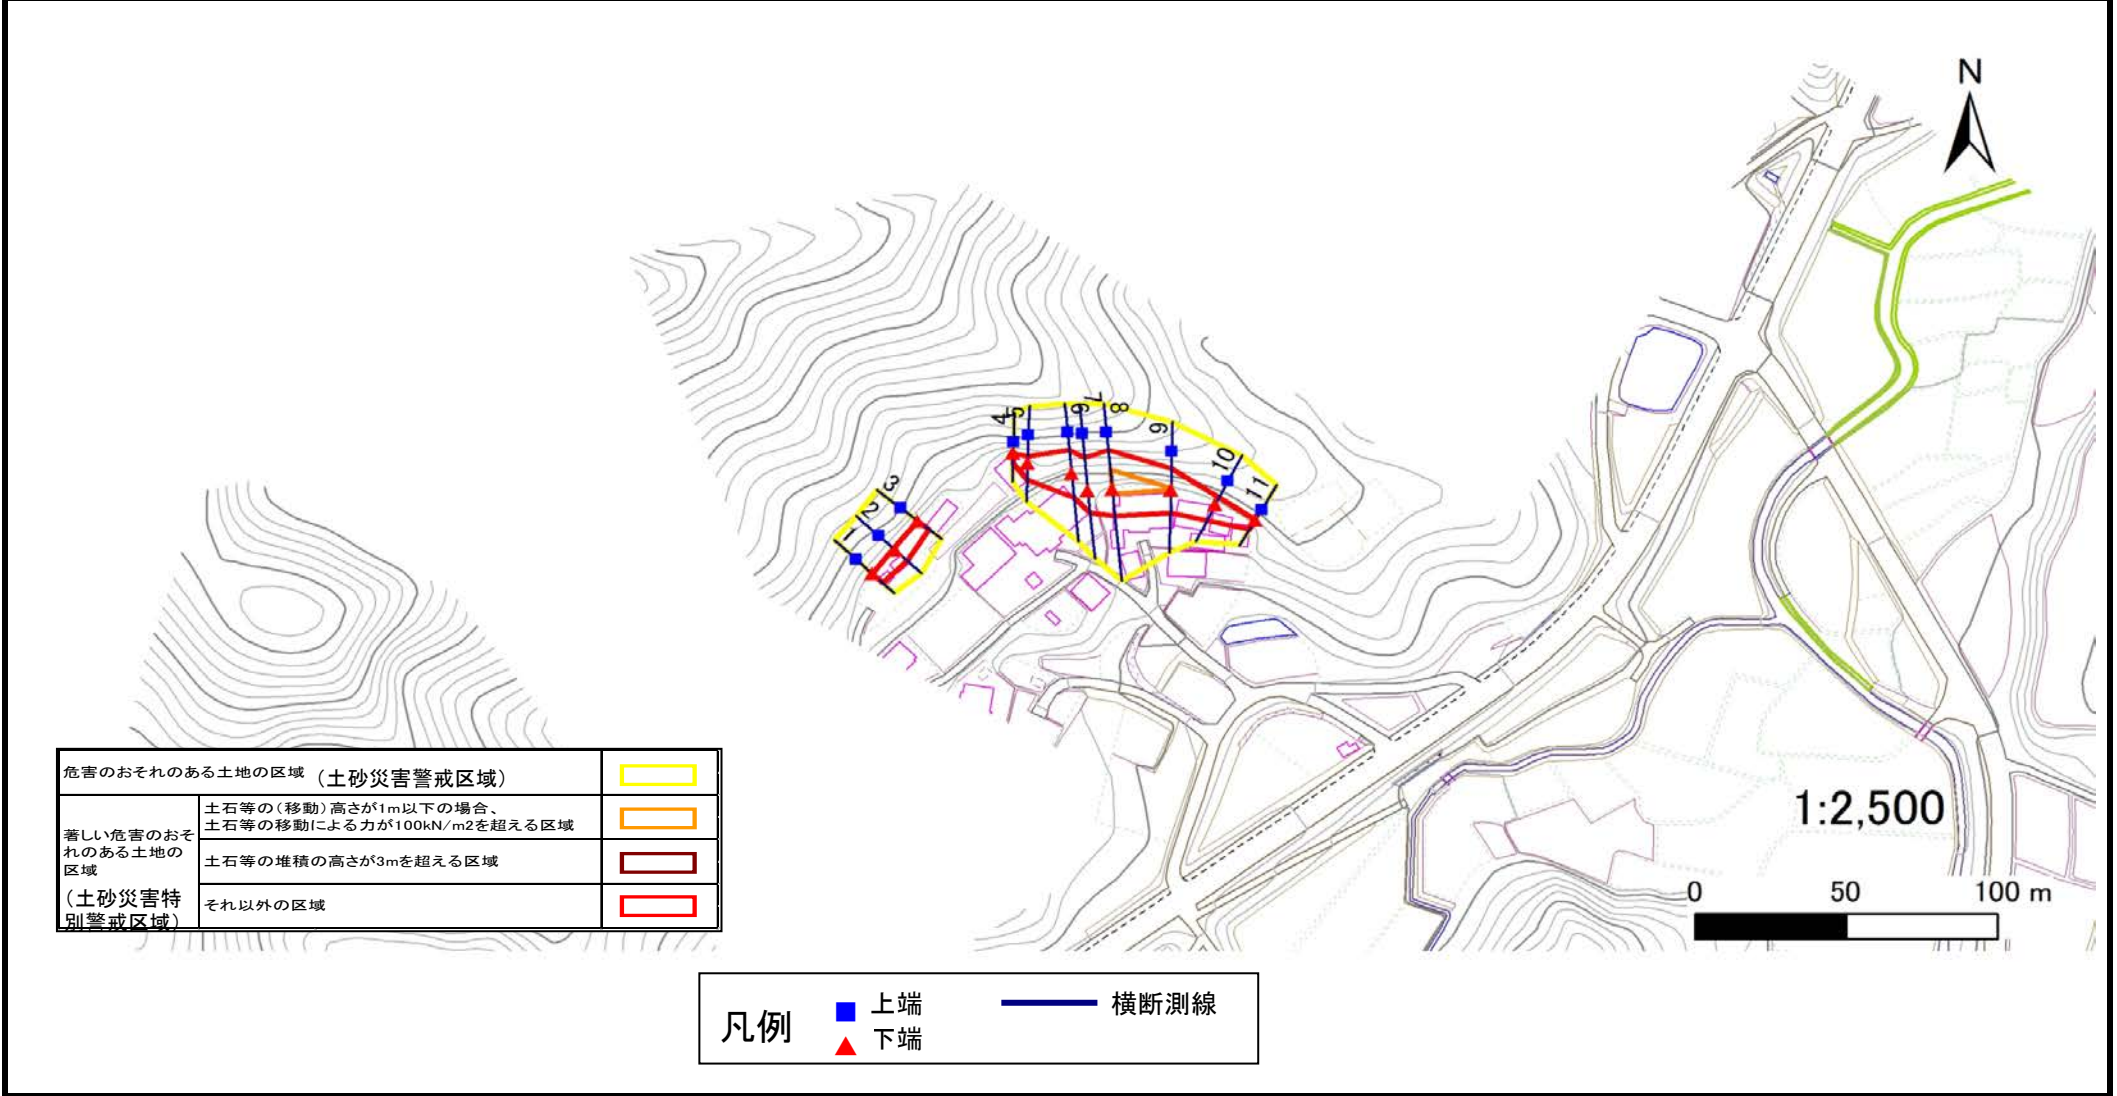 N
4
5
6
7
8
9
10
11
3
2
1
危害のおそれのある土地の区域 (土砂災害警戒区域)
著しい危害のおそ
れのある土地の
区域
(土砂災害特
別警戒区域)
土石等の(移動)高さが1m以下の場合、
土石等の移動による力が100kN/m2を超える区域
土石等の堆積の高さが3mを超える区域
それ以外の区域
1:2,500
0 50 100 m
凡例
上端
下端
横断測線